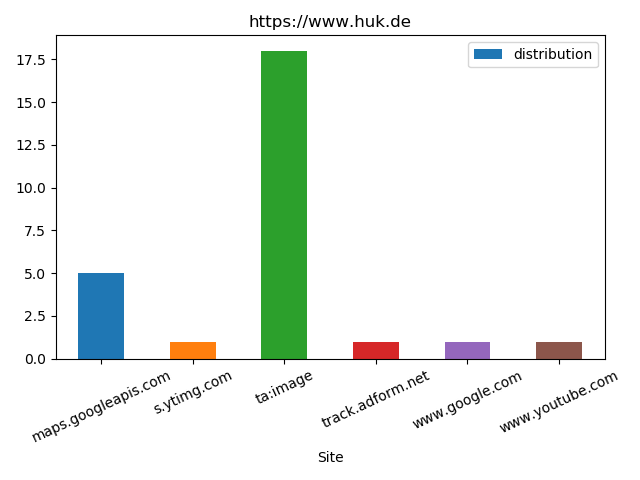 https://www.huk.de
distribution
17.5
15.0
12.5
10.0
7.5
5.0
2.5
0.0
maps.googleapis.com
s.ytimg.com
ta:image
track.adform.net
www.google.com
www.youtube.com
Site